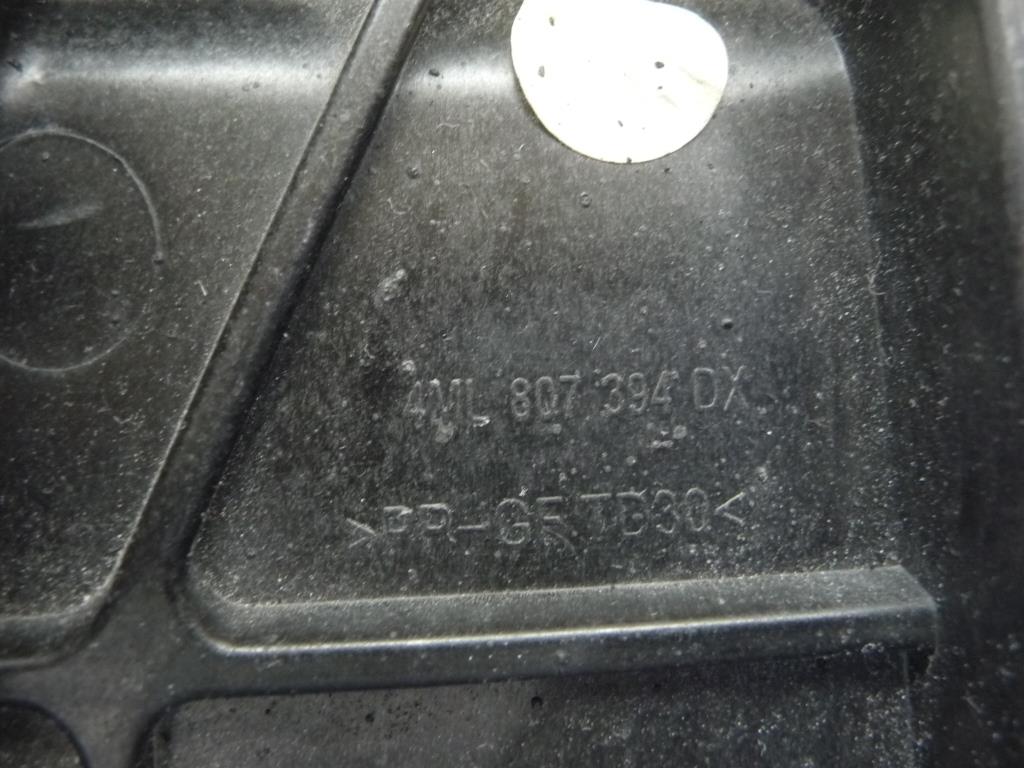 4ML 807 394 DX
>PP-GF TD30<